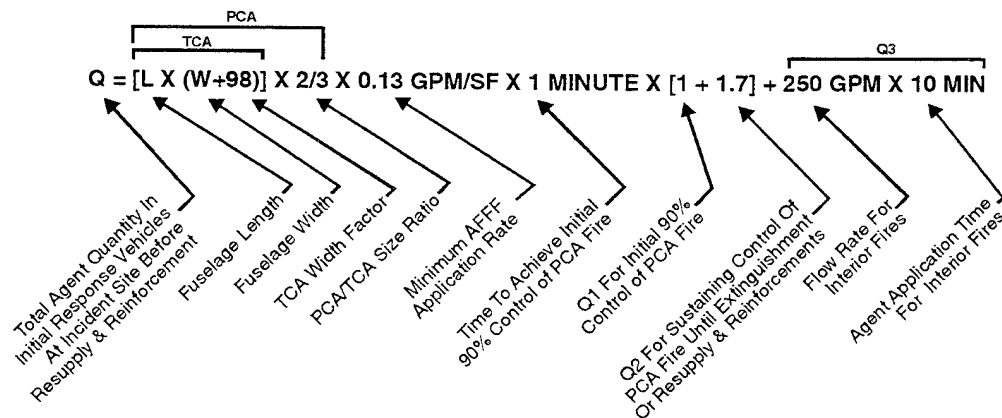 PCA
TCA
Q3
Q = [L X (W+98)] X 2/3 X 0.13 GPM/SF X 1 MINUTE X [1 + 1.7] + 250 GPM X 10 MIN
Total Agent Quantity In
Initial Response Vehicles
At Incident Site Before
Resupply & Reinforcement
Fuselage Length
Fuselage Width
TCA Width Factor
PCA/TCA Size Ratio
Minimum AFFF
Application Rate
Time To Achieve Initial
90% Control of PCA Fire
Q1 For Initial 90%
Control of PCA Fire
Q2 For Sustaining Control Of
PCA Fire Until Extinguishment
Or Resupply & Reinforcements
Flow Rate For
Interior Fires
Agent Application Time
For Interior Fires